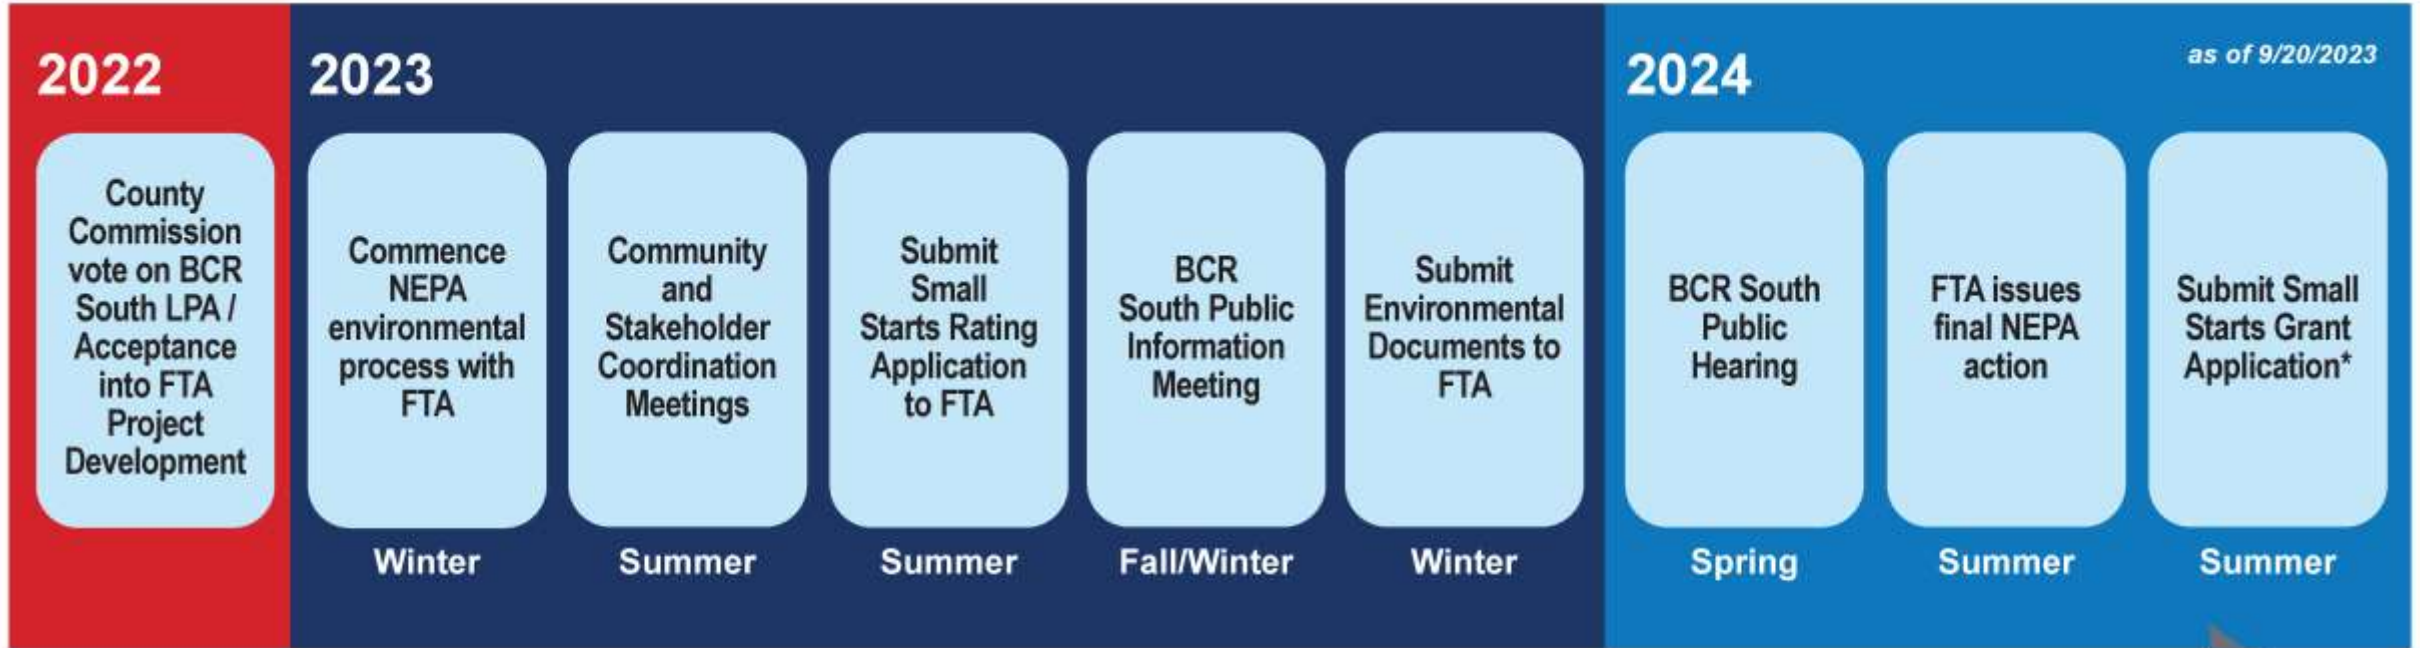 2022
County
Commission
vote on BCR
South LPA /
Acceptance
into FTA
Project
Development
2023
Commence
NEPA
environmental
process with
FTA
Winter
Community
and
Stakeholder
Coordination
Meetings
Summer
Submit
Small
Starts Rating
Application
to FTA
Summer
BCR
South Public
Information
Meeting
Fall/Winter
Submit
Environmental
Documents to
FTA
Winter
2024
as of 9/20/2023
BCR South
Public
Hearing
Spring
FTA issues
final NEPA
action
Summer
Submit Small
Starts Grant
Application*
Summer